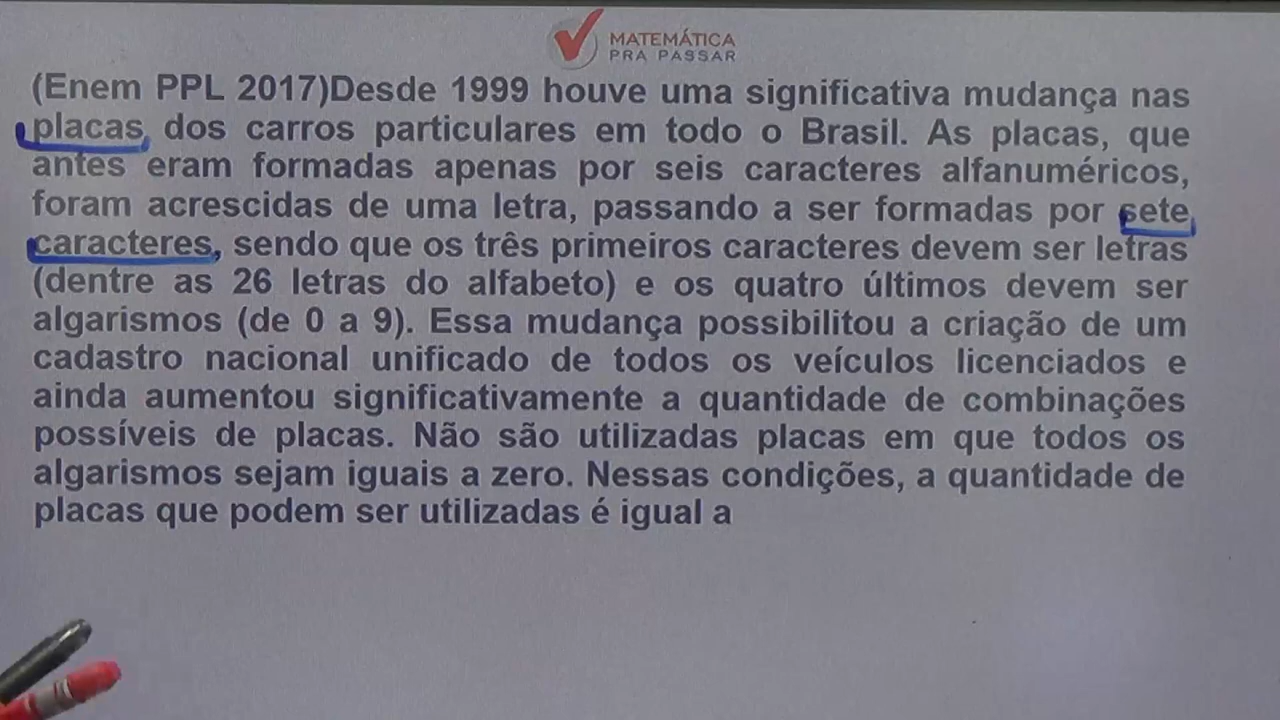 MATEMÁTICA
PRA PASSAR
(Enem PPL 2017)Desde 1999 houve uma significativa mudança nas
placas dos carros particulares em todo o Brasil. As placas, que
antes eram formadas apenas por seis caracteres alfanuméricos,
foram acrescidas de uma letra, passando a ser formadas por sete
caracteres, sendo que os três primeiros caracteres devem ser letras
(dentre as 26 letras do alfabeto) e os quatro últimos devem ser
algarismos (de 0 a 9). Essa mudança possibilitou a criação de um
cadastro nacional unificado de todos os veículos licenciados e
ainda aumentou significativamente a quantidade de combinações
possíveis de placas. Não são utilizadas placas em que todos os
algarismos sejam iguais a zero. Nessas condições, a quantidade de
placas que podem ser utilizadas é igual a